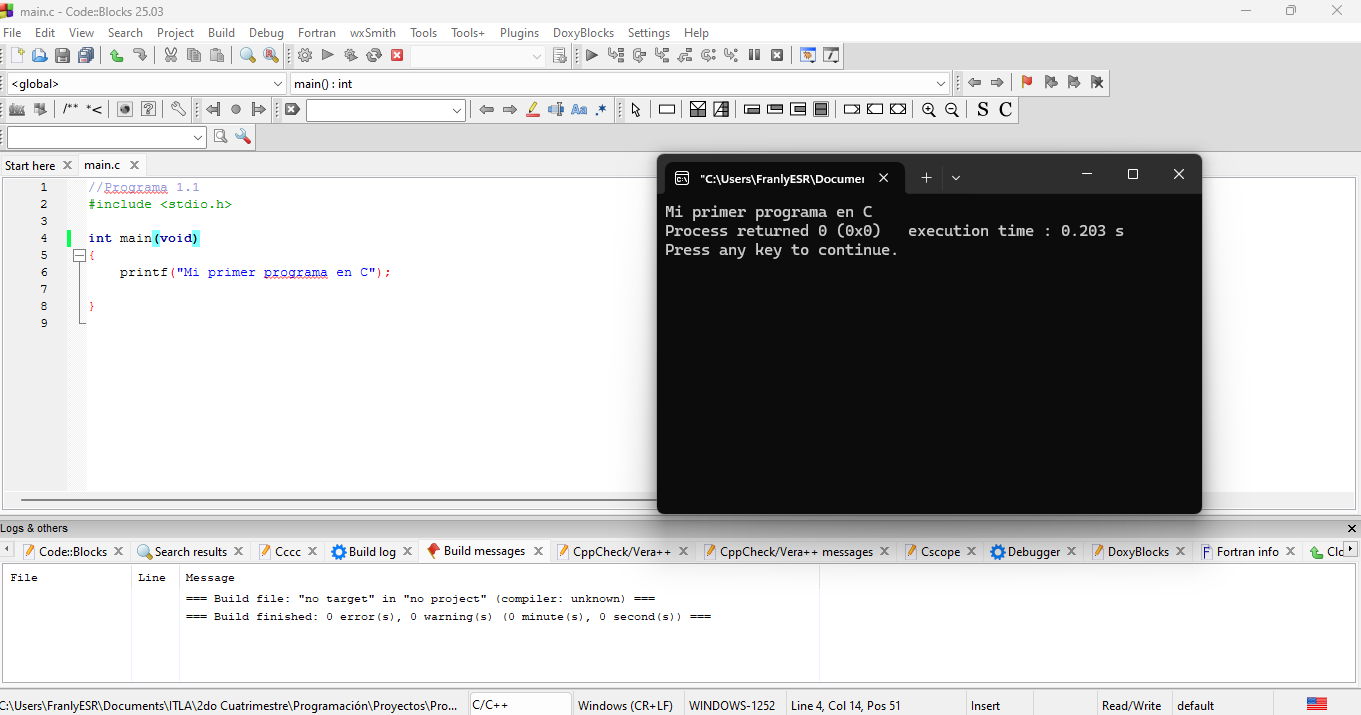 main.c - Code::Blocks 25.03
File Edit View Search Project Build Debug Fortran wxSmith Tools Tools+ Plugins DoxyBlocks Settings Help
<global> main() : int
/** *< Aa .* S C
Start here main.c
1 //Programa 1.1
2 #include <stdio.h>
3
4 int main(void)
5 {
6 printf("Mi primer programa en C");
7
8 }
9
"C:\Users\FranlyESR\Documer
Mi primer programa en C
Process returned 0 (0x0) execution time : 0.203 s
Press any key to continue.
Logs & others
Code::Blocks Search results Cccc Build log Build messages CppCheck/Vera++ CppCheck/Vera++ messages Cscope Debugger DoxyBlocks Fortran info Clo
File Line Message
=== Build file: "no target" in "no project" (compiler: unknown) ===
=== Build finished: 0 error(s), 0 warning(s) (0 minute(s), 0 second(s)) ===
C:\Users\FranlyESR\Documents\ITLA\2do Cuatrimestre\Programación\Proyectos\Pro... C/C++ Windows (CR+LF) WINDOWS-1252 Line 4, Col 14, Pos 51 Insert Read/Write default